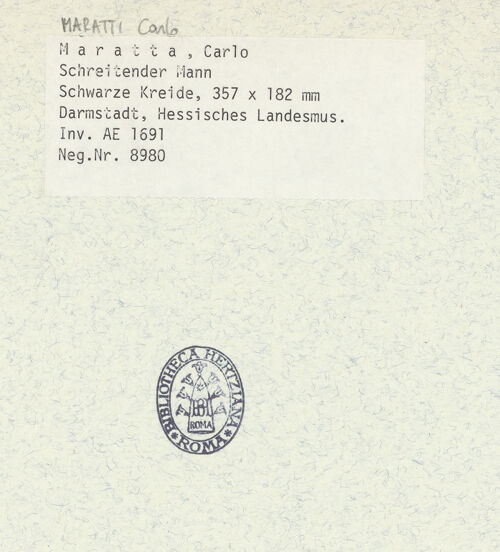 MARATTI Carlo
Maratta, Carlo
Schreitender Mann
Schwarze Kreide, 357 x 182 mm
Darmstadt, Hessisches Landesmus.
Inv. AE 1691
Neg.Nr. 8980
BIBLIOTHECA HERTZIANA
ROMA
ROMA